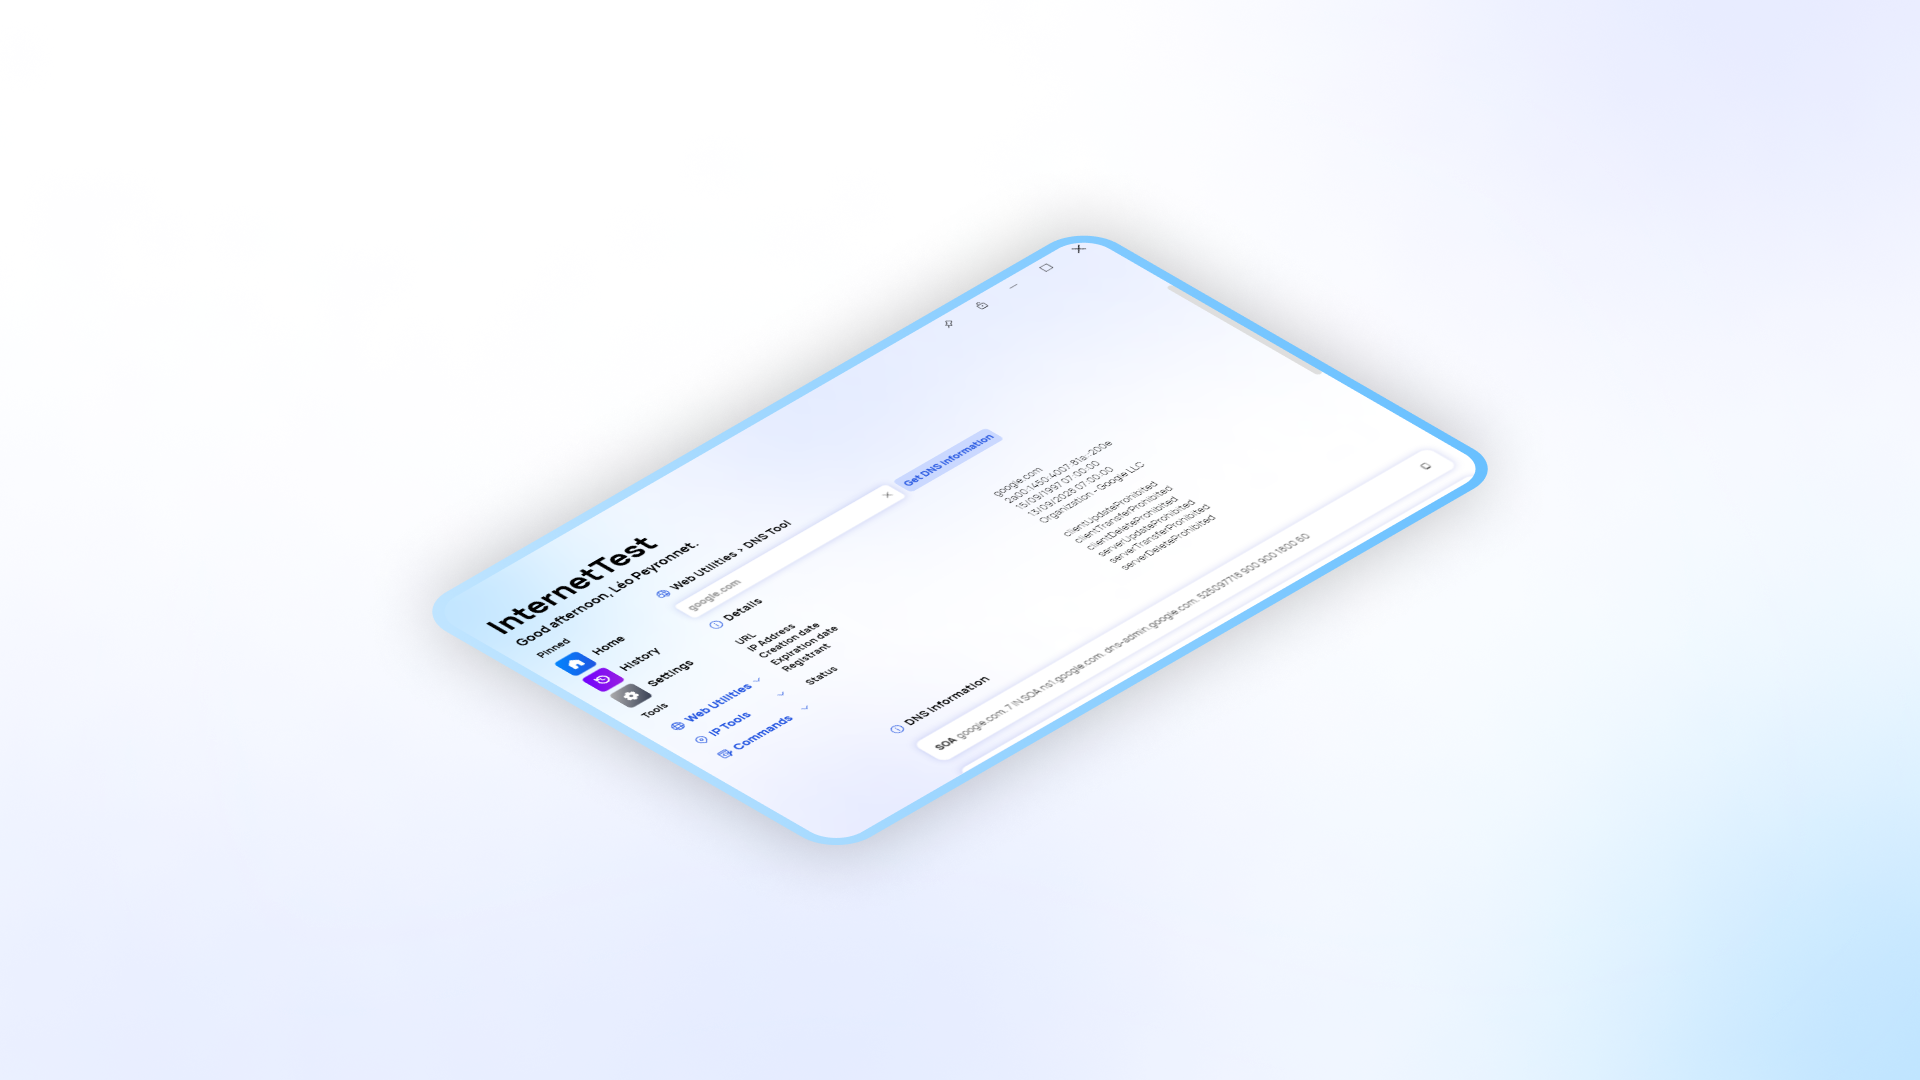 InternetTest
Good afternoon, Léo Peyronnet.
Pinned
Home
History
Settings
Tools
Web Utilities
IP Tools
Commands
Web Utilities > DNS Tool
google.com
Get DNS information
Details
URL google.com
IP Address 2a00:1450:4007:81a::200e
Creation date 15/09/1997 07:00:00
Expiration date 13/09/2028 07:00:00
Registrant Organization - Google LLC
Status clientUpdateProhibited
clientTransferProhibited
clientDeleteProhibited
serverUpdateProhibited
serverTransferProhibited
serverDeleteProhibited
DNS information
SOA google.com. 7 IN SOA ns1.google.com. dns-admin.google.com. 525097718 900 900 1800 60